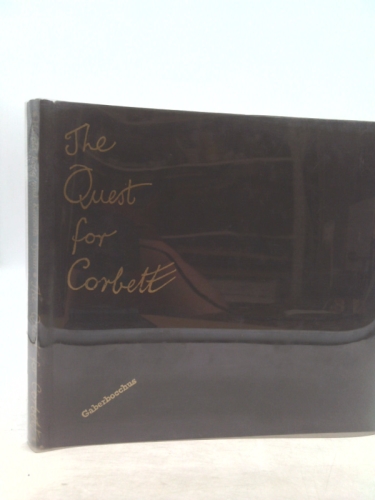 The
Quest
for
Corbett
Gaberbocchus